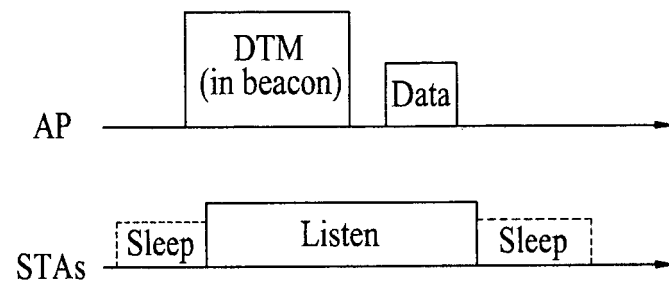 DTM
(in beacon)
Data
AP
Sleep
Listen
Sleep
STAs